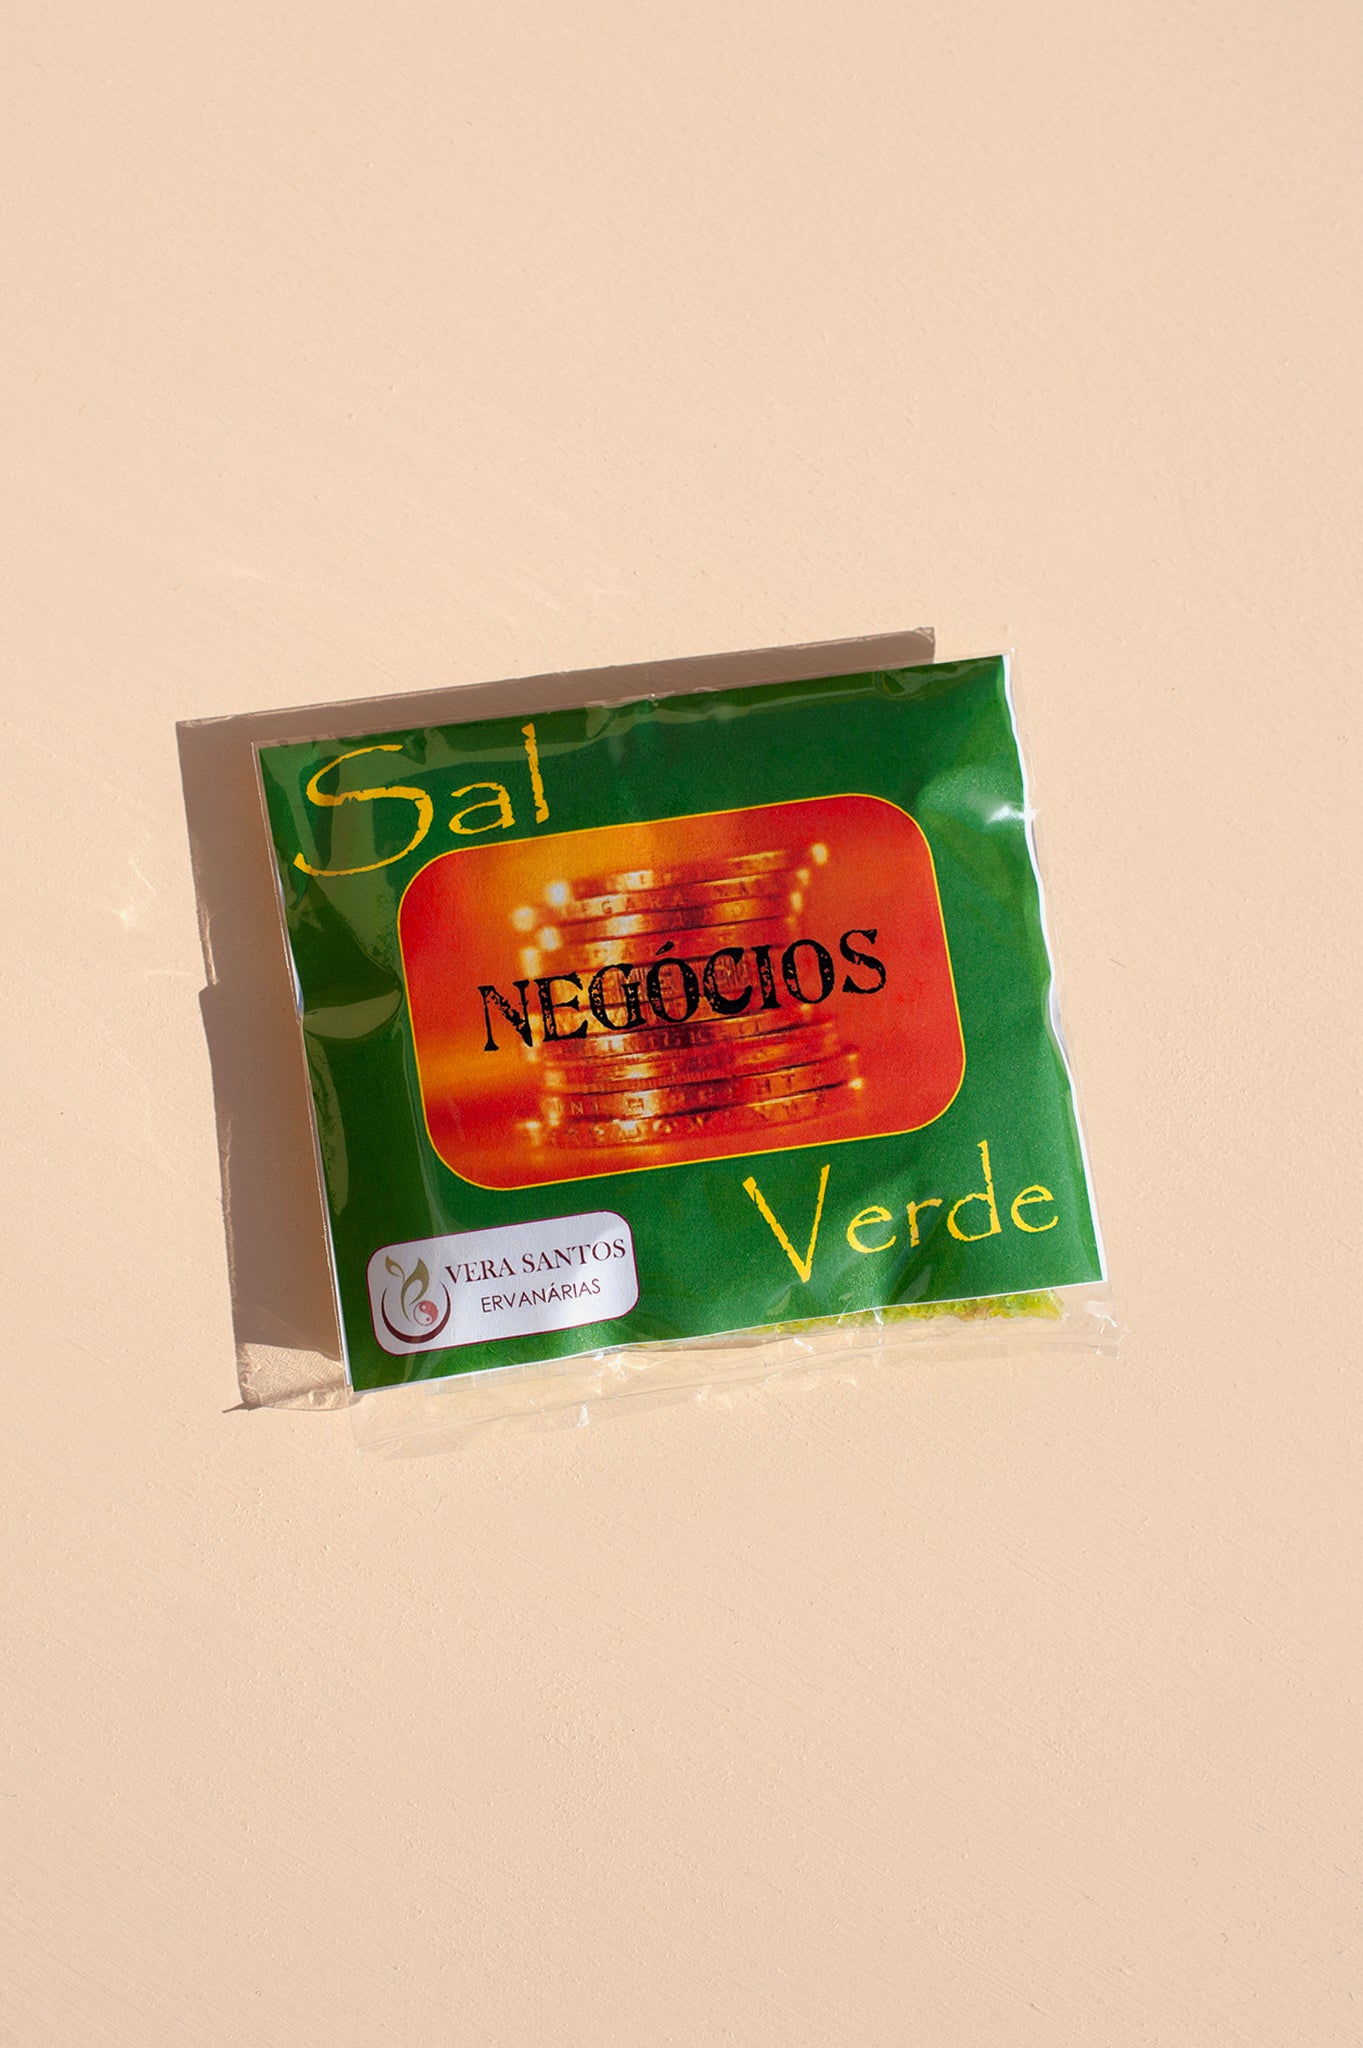 Sal
NEGÓCIOS
Verde
VERA SANTOS
ERVANÁRIAS